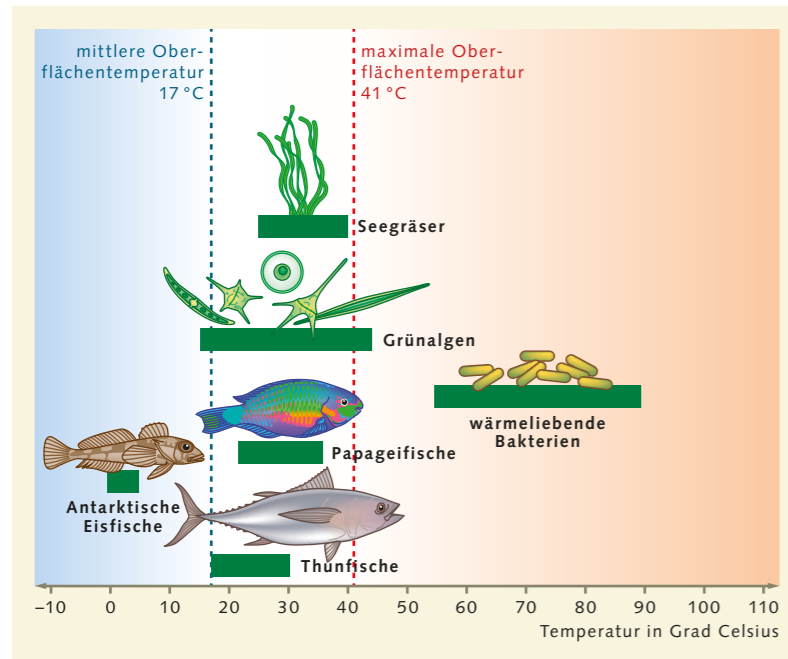 mittlere Ober-
flächentemperatur
17 °C
maximale Ober-
flächentemperatur
41 °C
Seegräser
Grünalgen
wärmeliebende
Bakterien
Papageifische
Antarktische
Eisfische
Thunfische
–10 0 10 20 30 40 50 60 70 80 90 100 110
Temperatur in Grad Celsius